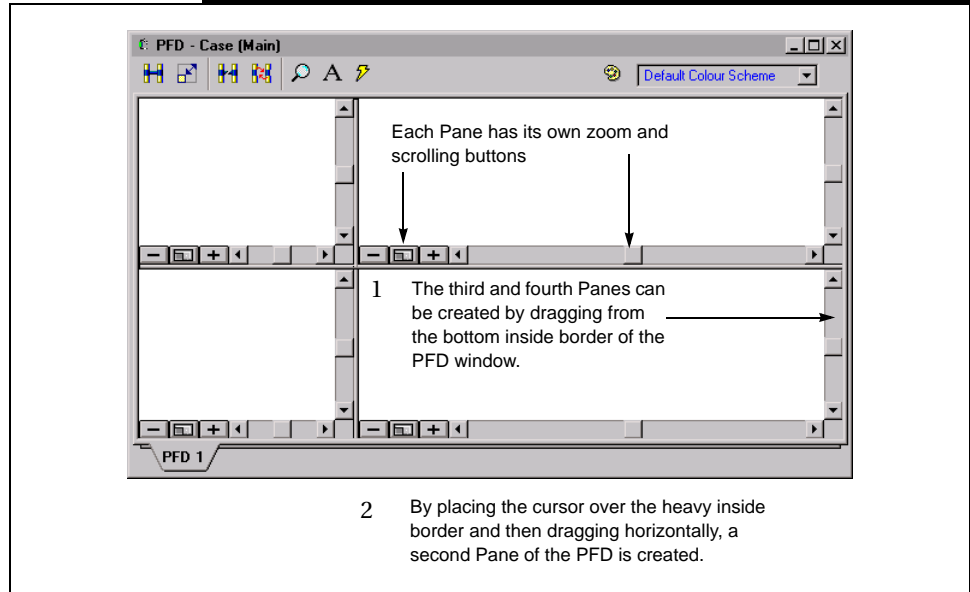 PFD - Case (Main)
A
Default Colour Scheme
Each Pane has its own zoom and
scrolling buttons
1 The third and fourth Panes can
be created by dragging from
the bottom inside border of the
PFD window.
PFD 1
2 By placing the cursor over the heavy inside
border and then dragging horizontally, a
second Pane of the PFD is created.